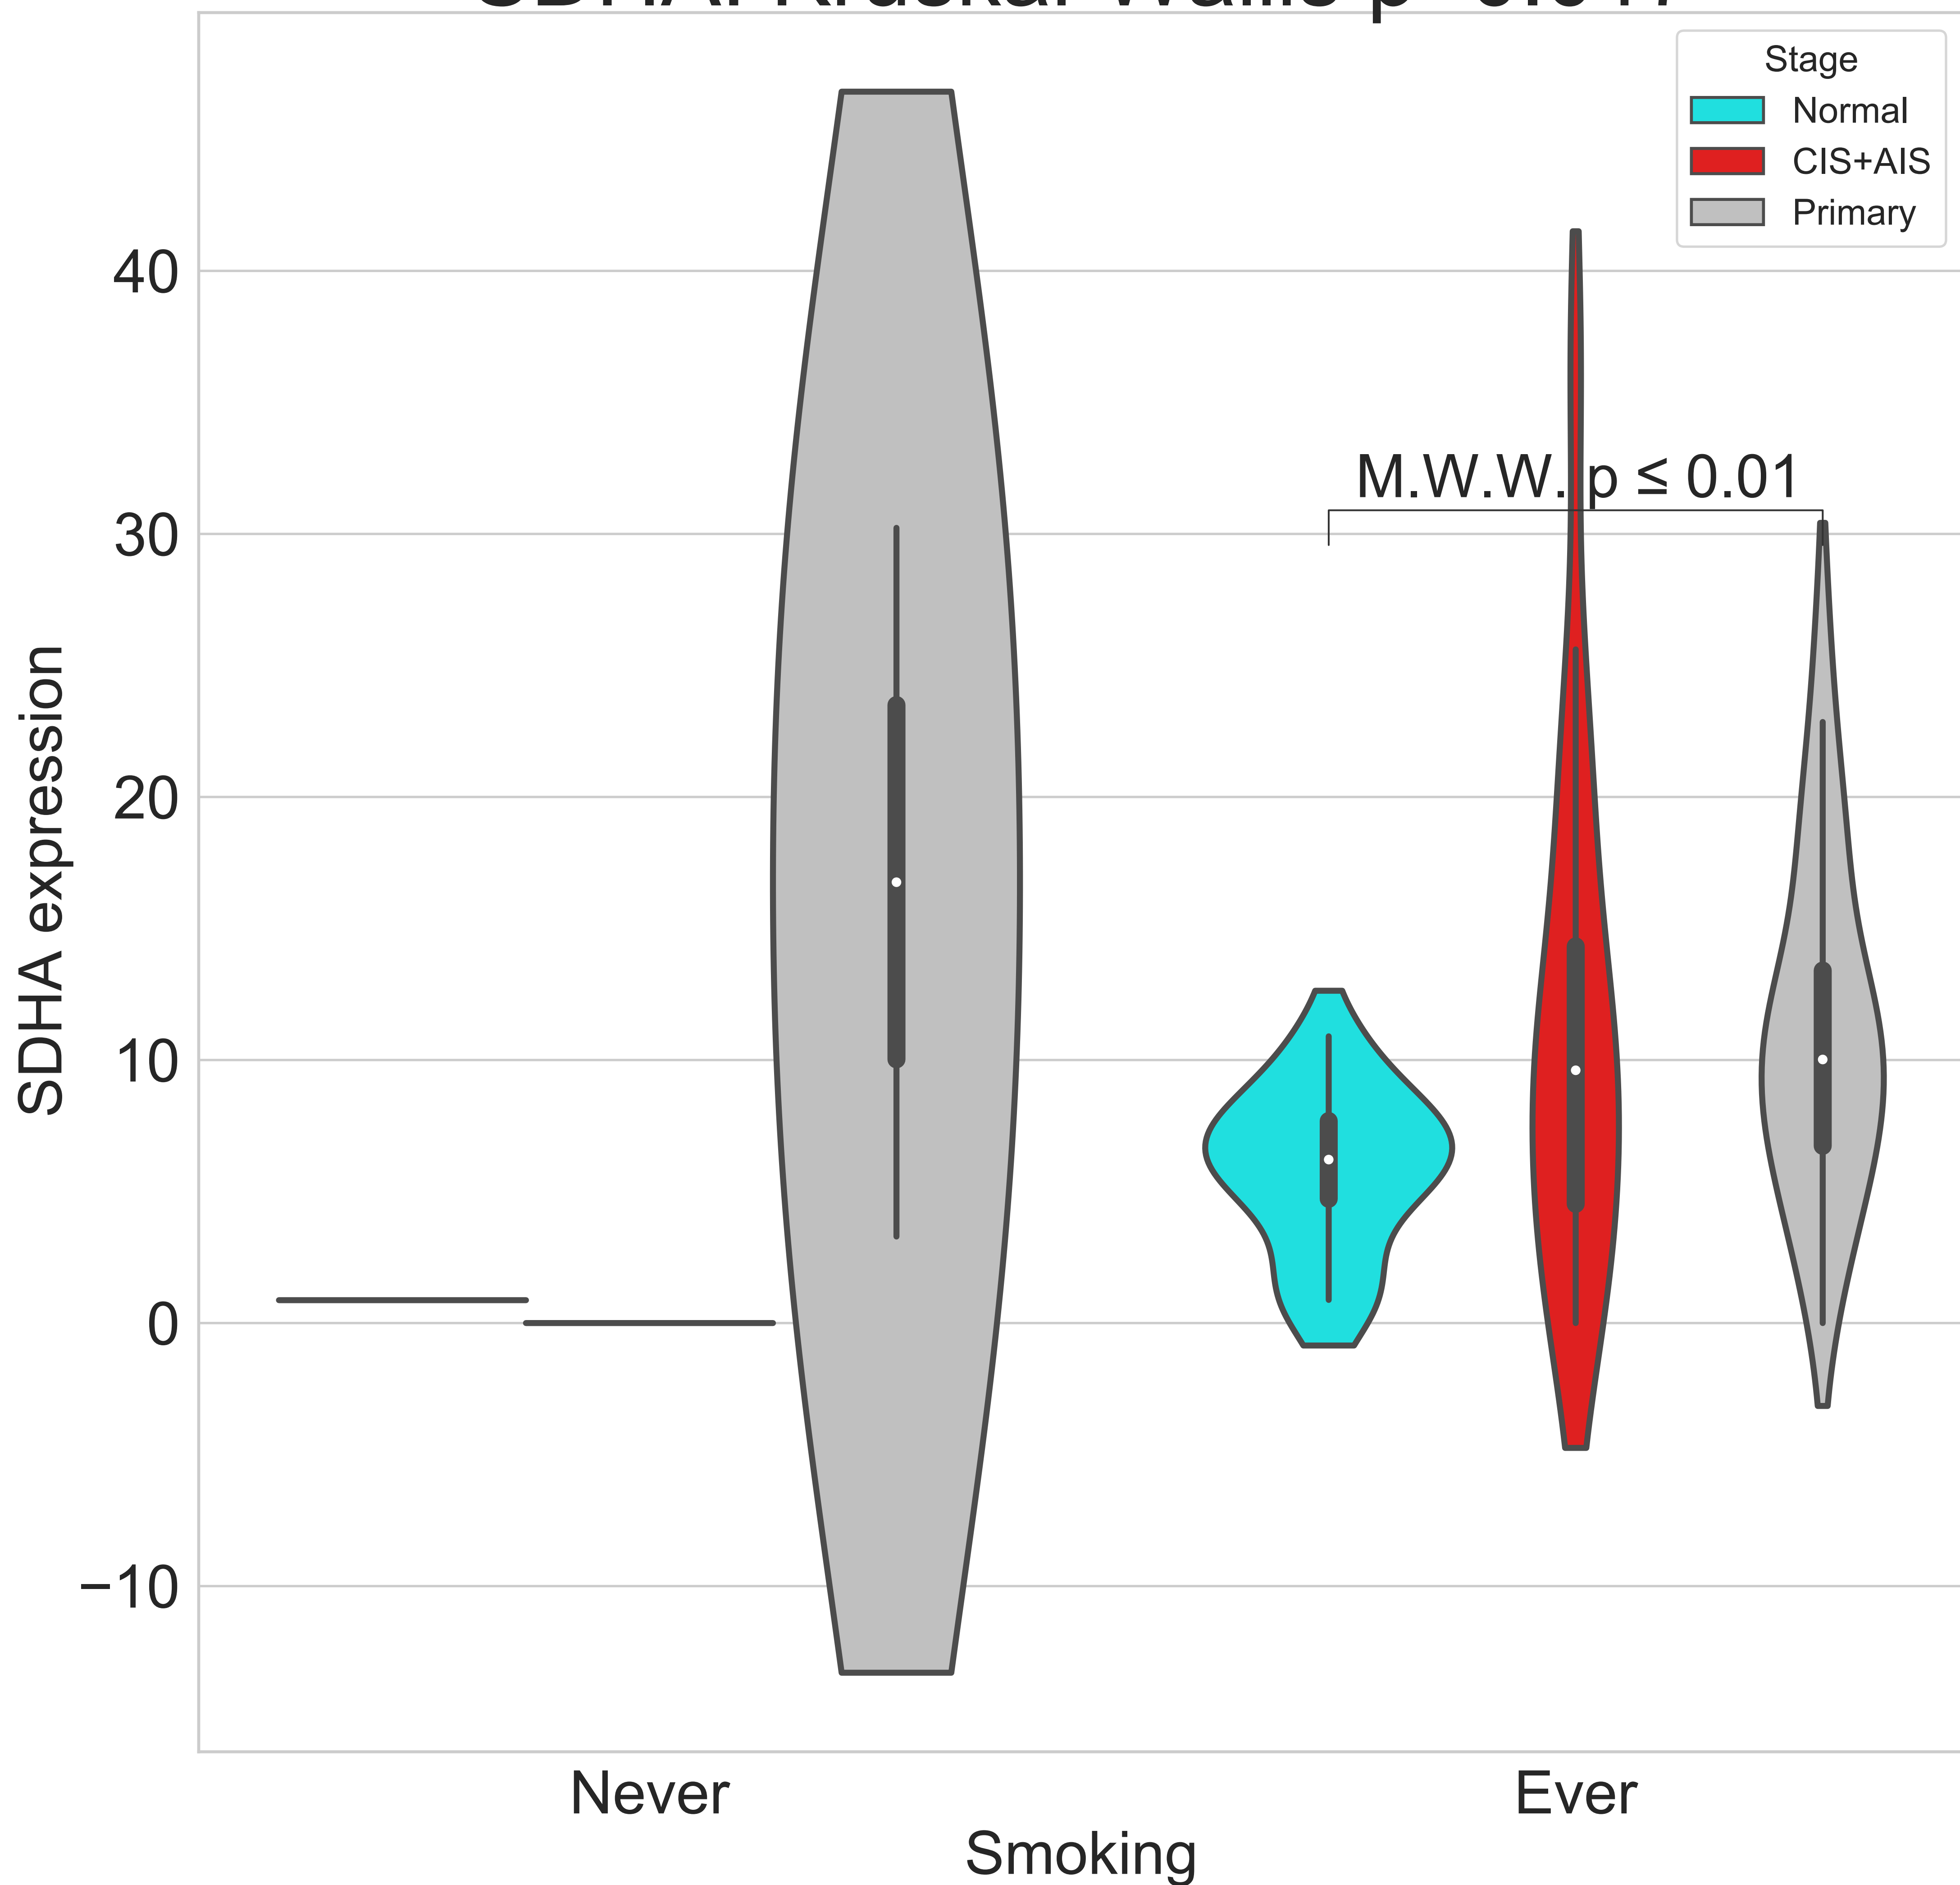 Stage
Normal
CIS+AIS
Primary
40
30
20
10
0
−10
M.W.W. p ≤ 0.01
SDHA expression
Never
Ever
Smoking